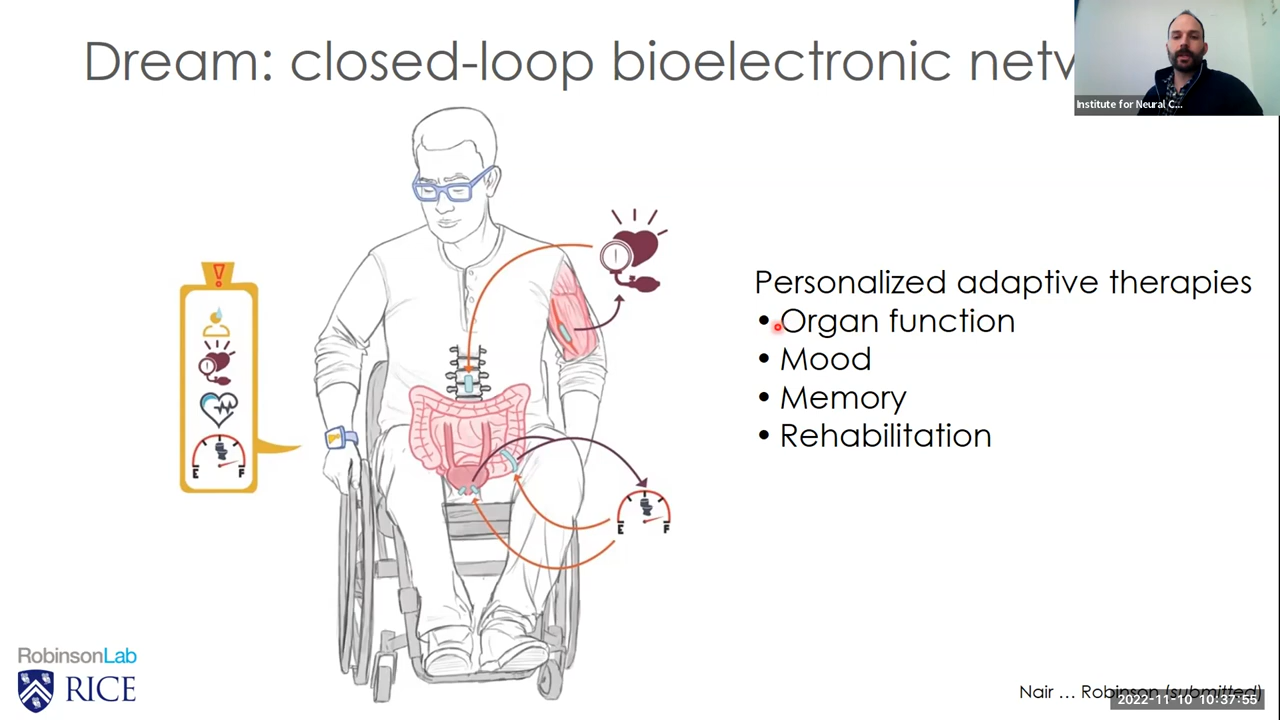 Dream: closed-loop bioelectronic netw
Institute for Neural C...
!
E F
Personalized adaptive therapies
• Organ function
• Mood
• Memory
• Rehabilitation
E F
RobinsonLab
RICE
Nair … Robinson (submitted)
2022-11-10 10:37:55